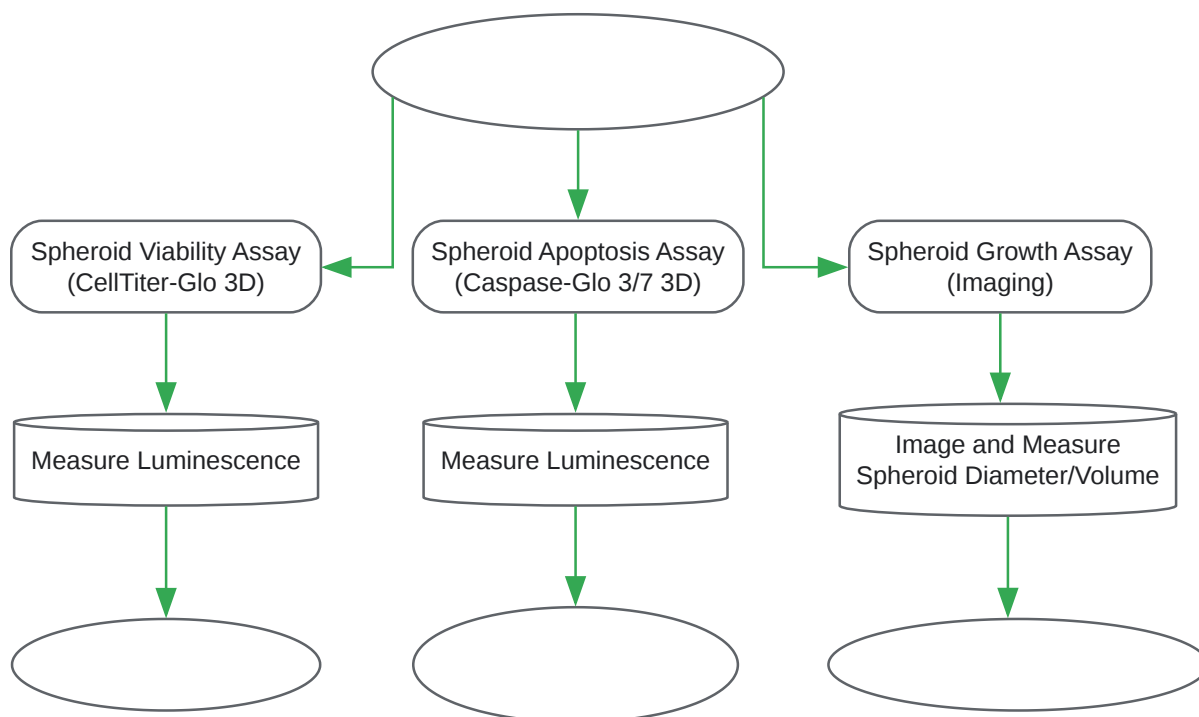 Spheroid Viability Assay
(CellTiter-Glo 3D)
Spheroid Apoptosis Assay
(Caspase-Glo 3/7 3D)
Spheroid Growth Assay
(Imaging)
Measure Luminescence
Measure Luminescence
Image and Measure
Spheroid Diameter/Volume